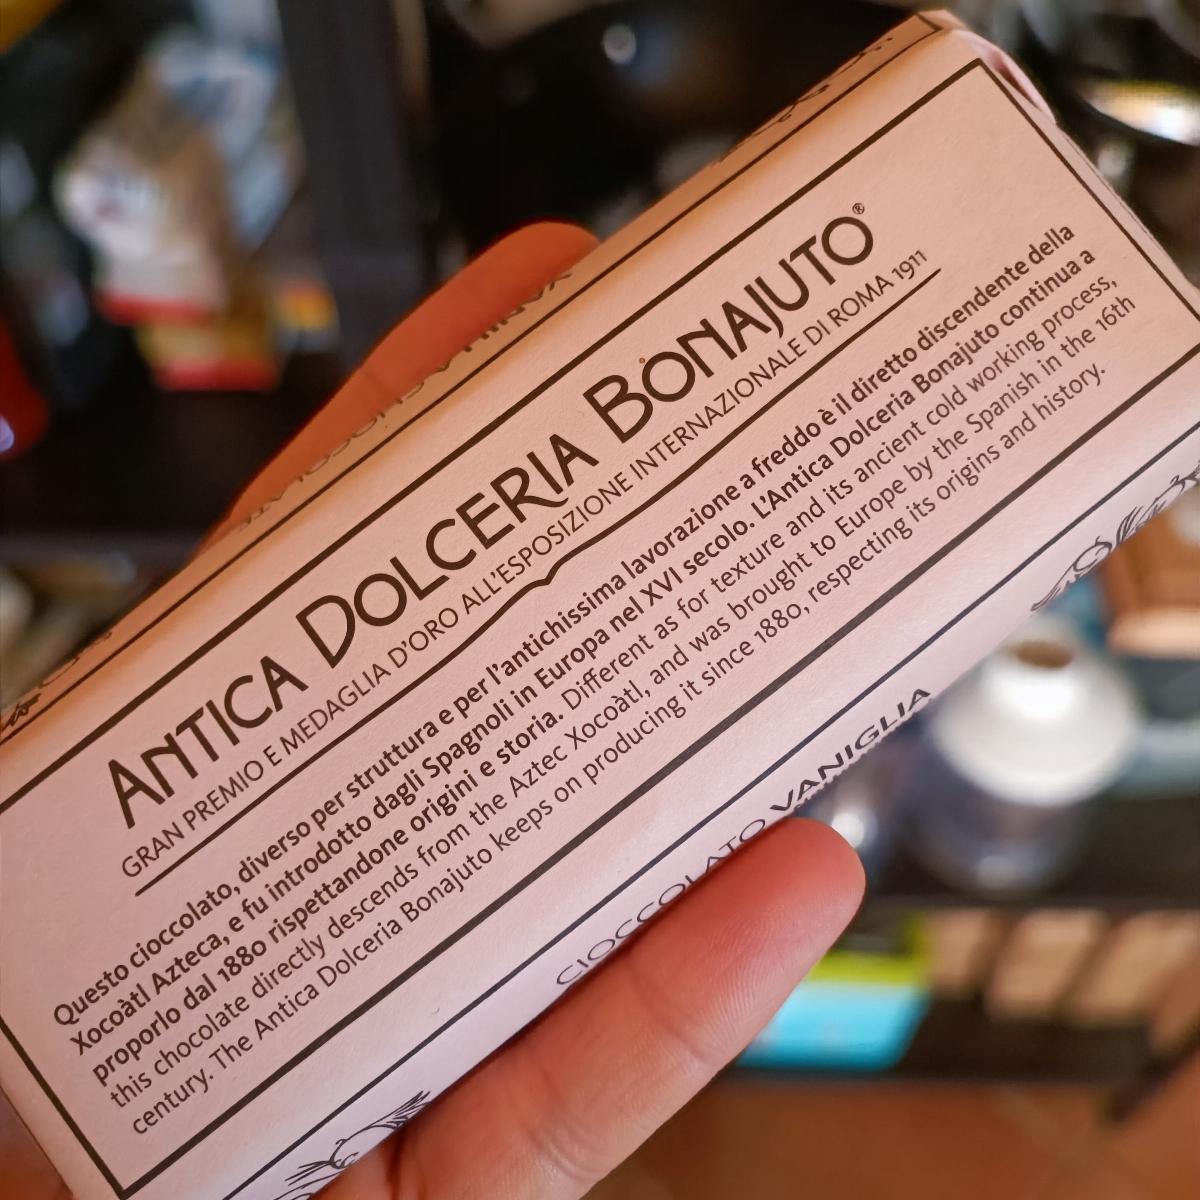 ANTICA DOLCERIA BONAJUTO®
GRAN PREMIO E MEDAGLIA D'ORO ALL'ESPOSIZIONE INTERNAZIONALE DI ROMA 1911
Questo cioccolato, diverso per struttura e per l'antichissima lavorazione a freddo è il diretto discendente della
Xocoàtl Azteca, e fu introdotto dagli Spagnoli in Europa nel XVI secolo. L'Antica Dolceria Bonajuto continua a
proporlo dal 1880 rispettandone origini e storia. Different as for texture and its ancient cold working process,
this chocolate directly descends from the Aztec Xocoàtl, and was brought to Europe by the Spanish in the 16th
century. The Antica Dolceria Bonajuto keeps on producing it since 1880, respecting its origins and history.
CIOCCOLATO VANIGLIA